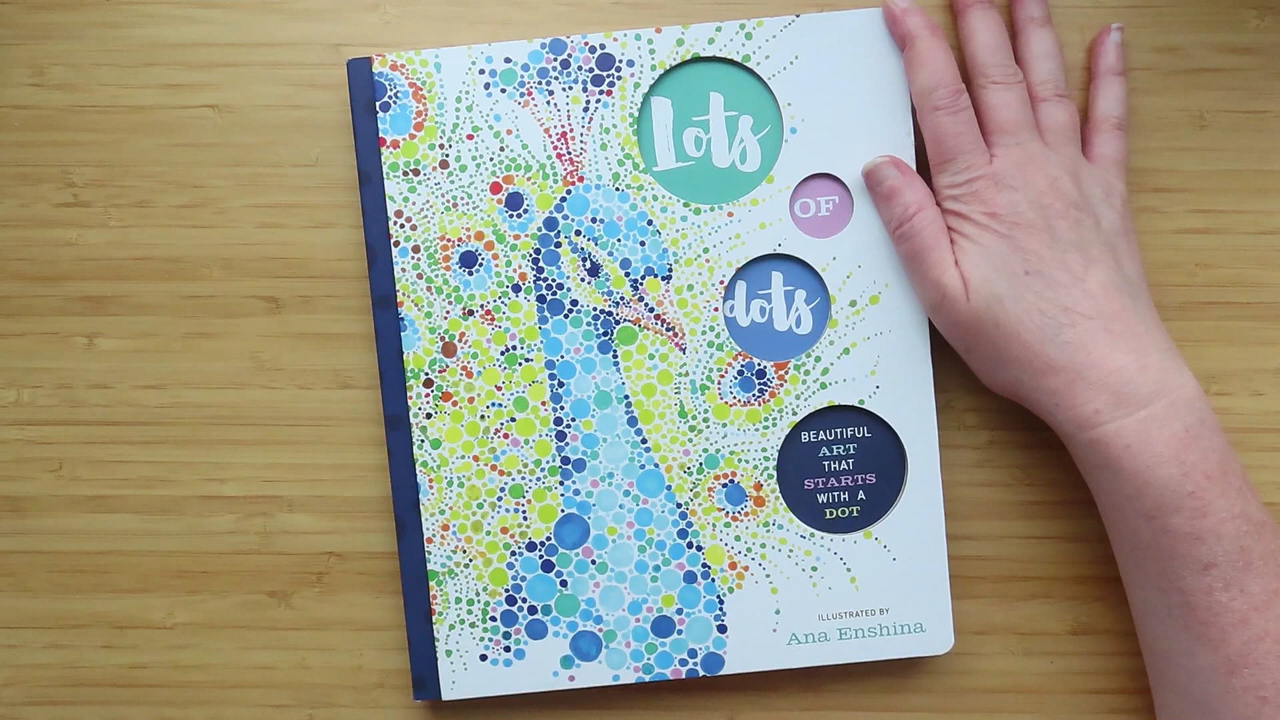 Lots
OF
dots
BEAUTIFUL
ART
THAT
STARTS
WITH A
DOT
ILLUSTRATED BY
Ana Enshina